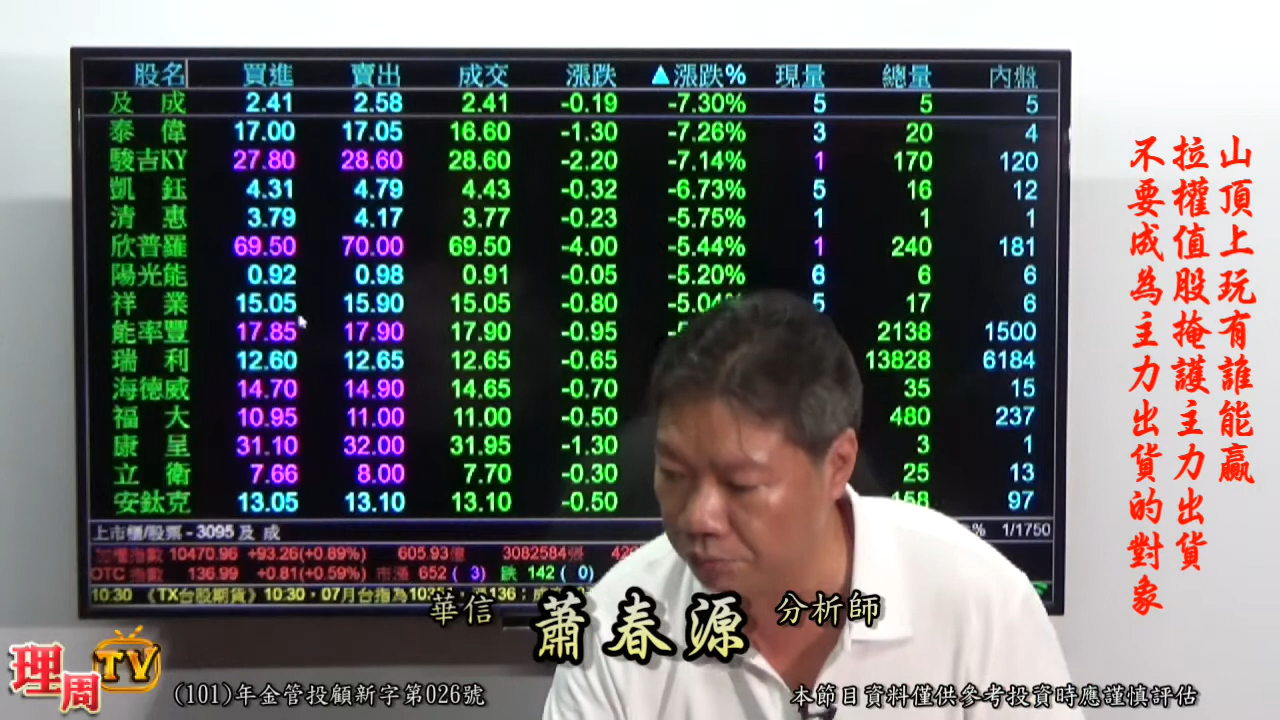 股名 買進 賣出 成交 漲跌 ▲漲跌% 現量 總量 內盤
及成 2.41 2.58 2.41 -0.19 -7.30% 5 5 5
泰偉 17.00 17.05 16.60 -1.30 -7.26% 3 20 4
駿吉KY 27.80 28.60 28.60 -2.20 -7.14% 1 170 120
凱鈺 4.31 4.79 4.43 -0.32 -6.73% 5 16 12
清惠 3.79 4.17 3.77 -0.23 -5.75% 1 1 1
欣普羅 69.50 70.00 69.50 -4.00 -5.44% 1 240 181
陽光能 0.92 0.98 0.91 -0.05 -5.20% 6 6 6
祥業 15.05 15.90 15.05 -0.80 -5.04% 5 17 6
能率豐 17.85 17.90 17.90 -0.95 2138 1500
瑞利 12.60 12.65 12.65 -0.65 13828 6184
海德威 14.70 14.90 14.65 -0.70 35 15
福大 10.95 11.00 11.00 -0.50 480 237
康呈 31.10 32.00 31.95 -1.30 3 1
立衛 7.66 8.00 7.70 -0.30 25 13
安鈦克 13.05 13.10 13.10 -0.50 97
上市櫃/股票 - 3095 及 成 1/1750
加權指數 10470.96 +93.26(+0.89%) 605.93億 3082584張
OTC 指數 136.99 +0.81(+0.59%) 市漲 652 ( 3) 跌 142 ( 0)
10:30 《TX台股期貨》10:30，07月台指為
山頂上玩有誰能贏
拉權值股掩護主力出貨
不要成為主力出貨的對象
華信 蕭春源 分析師
理周TV
(101)年金管投顧新字第026號
本節目資料僅供參考投資時應謹慎評估